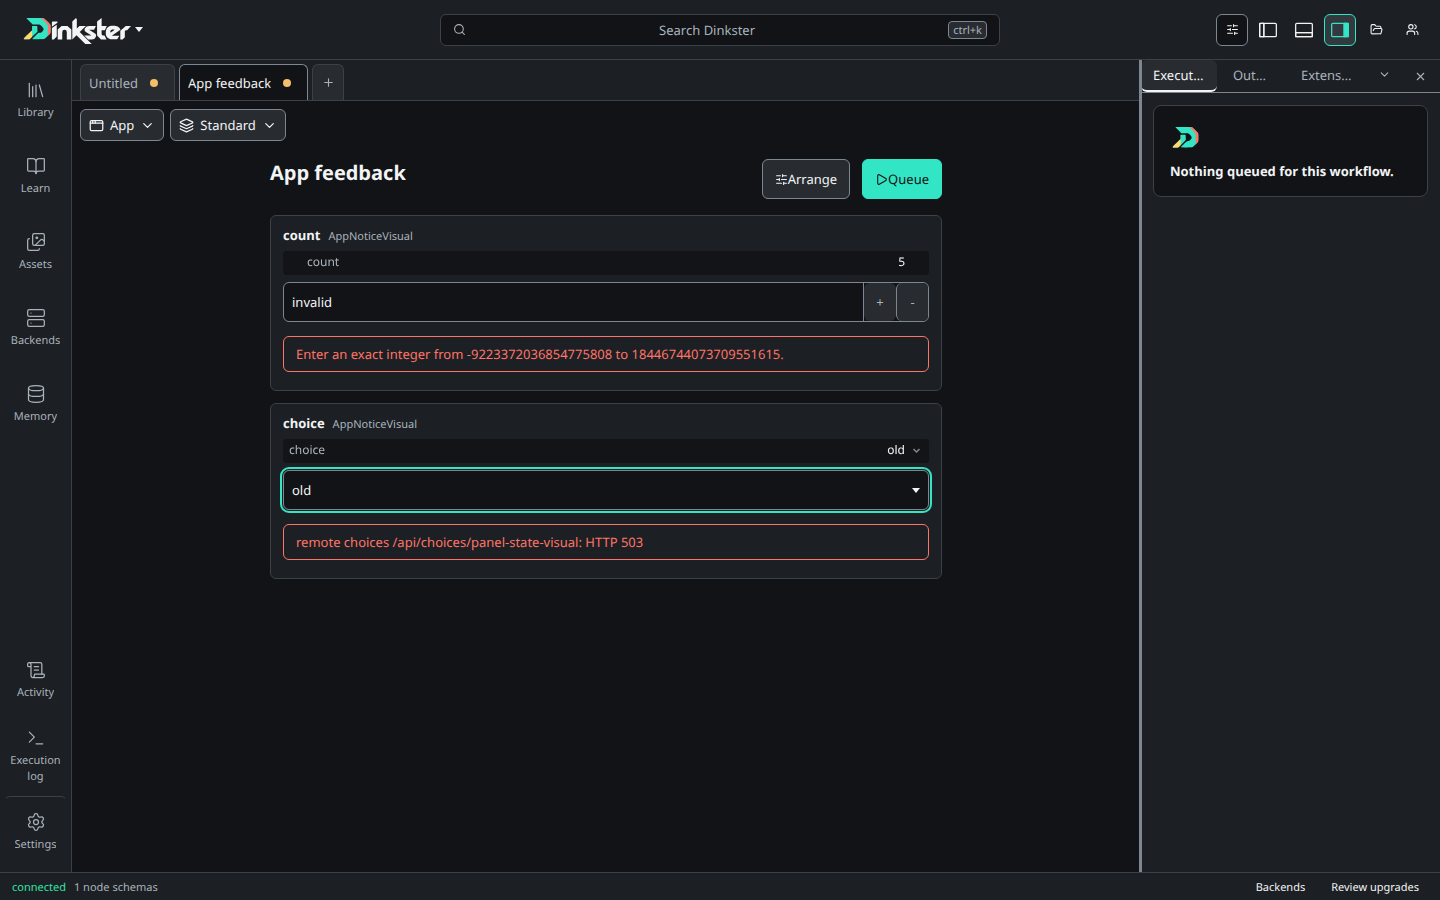 Dinkster
Search Dinkster
ctrl+k
Library
Learn
Assets
Backends
Memory
Activity
Execution
log
Settings
Untitled
App feedback
+
App
Standard
App feedback
Arrange
Queue
count AppNoticeVisual
count 5
invalid + -
Enter an exact integer from -9223372036854775808 to 18446744073709551615.
choice AppNoticeVisual
choice old
old
remote choices /api/choices/panel-state-visual: HTTP 503
Execut... Out... Extens...
Nothing queued for this workflow.
connected 1 node schemas
Backends Review upgrades